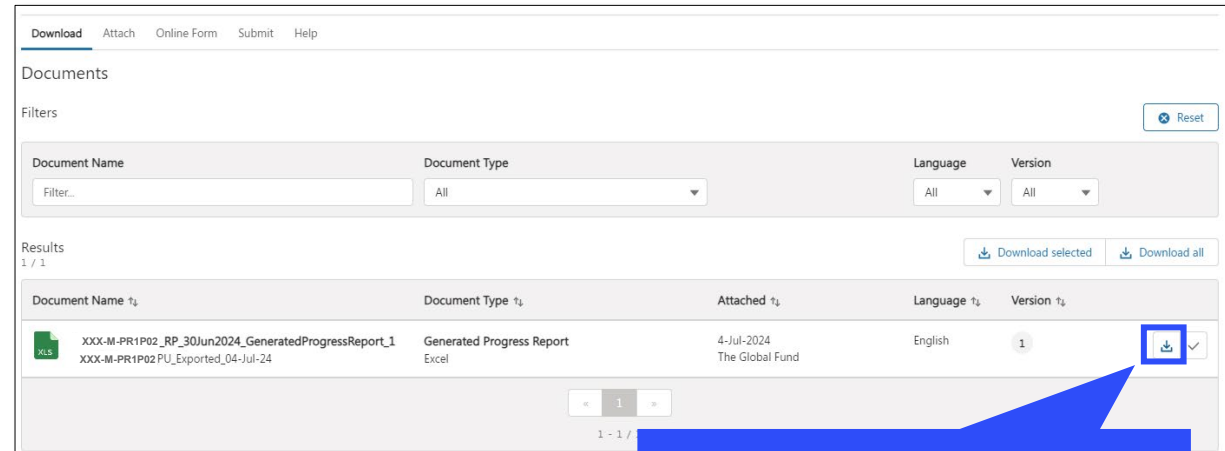 Download Attach Online Form Submit Help
Documents
Filters
Reset
Document Name Document Type Language Version
Filter... All All All
Results
1 / 1
Download selected Download all
Document Name Document Type Attached Language Version
XLS XXX-M-PR1P02_RP_30Jun2024_GeneratedProgressReport_1 Generated Progress Report 4-Jul-2024 English 1
XXX-M-PR1P02 PU_Exported_04-Jul-24 Excel The Global Fund
« 1 »
1 - 1 /